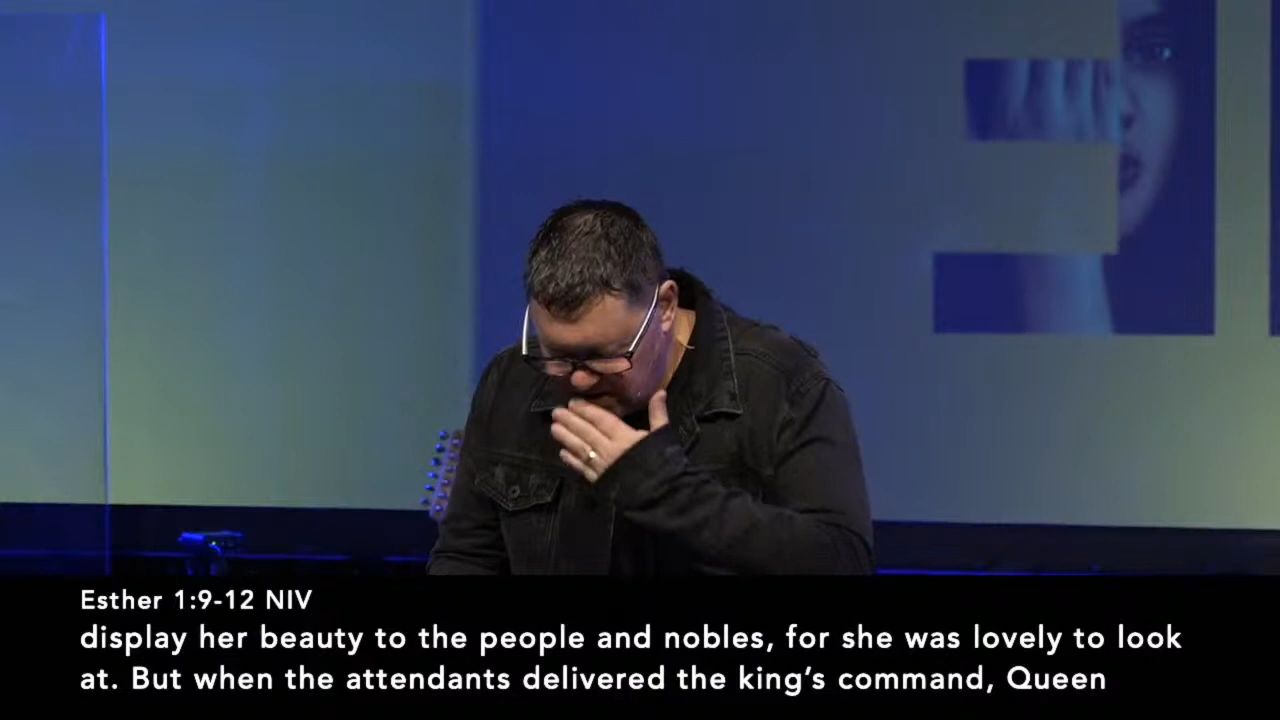 Esther 1:9-12 NIV
display her beauty to the people and nobles, for she was lovely to look
at. But when the attendants delivered the king’s command, Queen